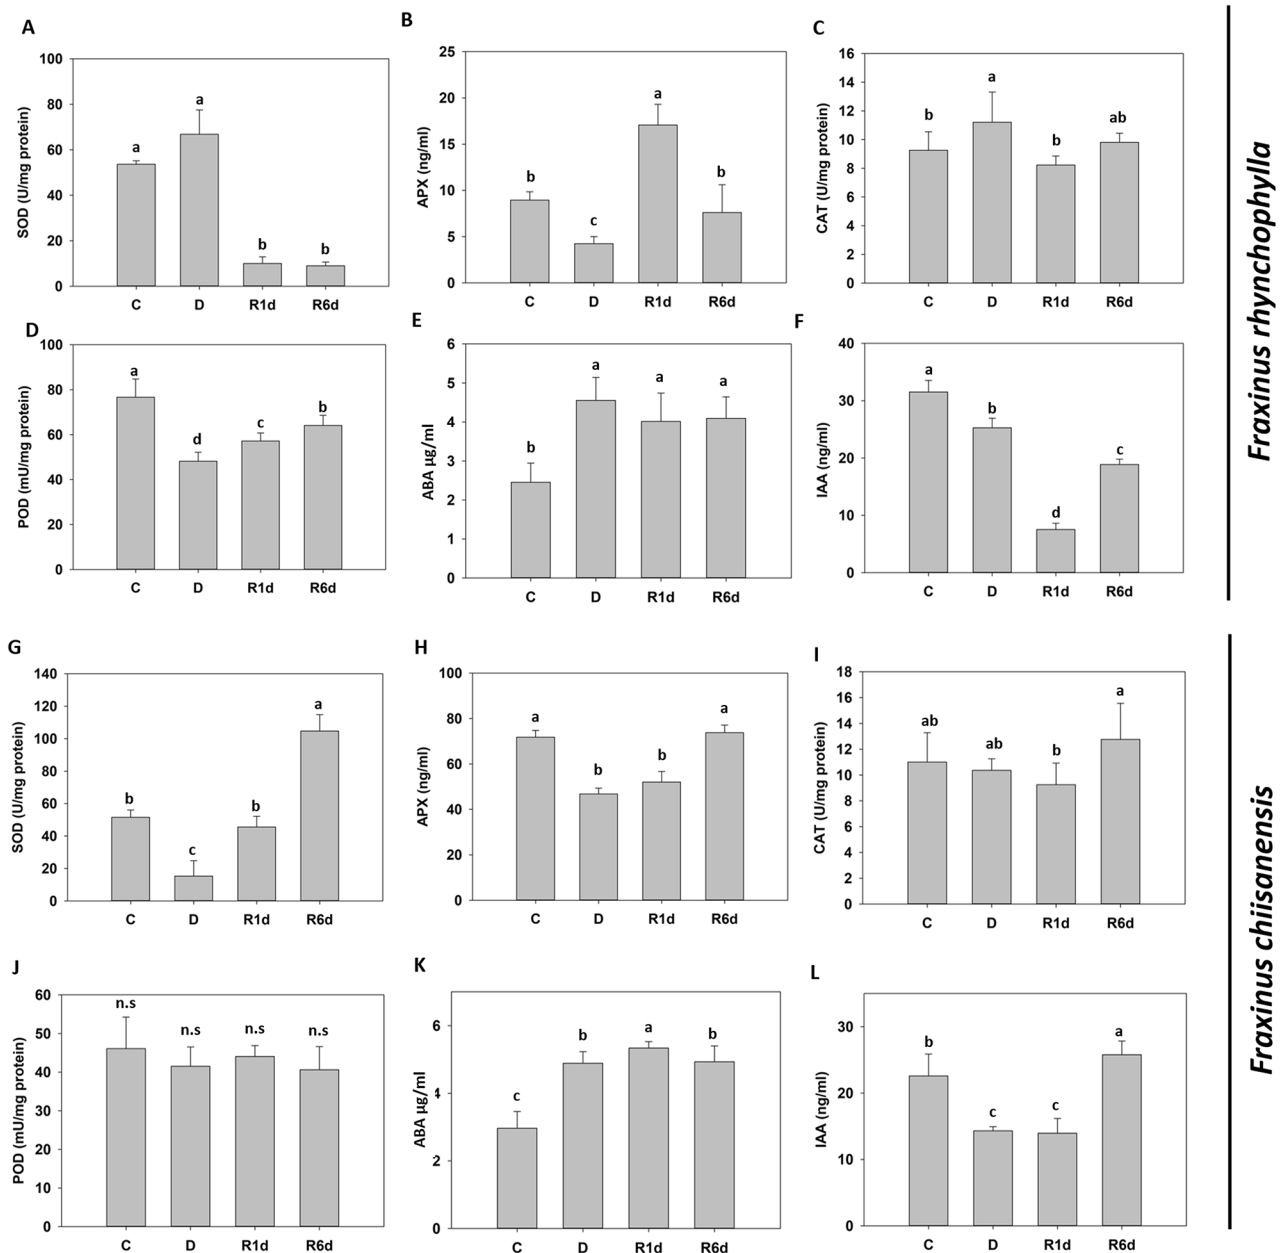 A
SOD (U/mg protein)
100
80
60
40
20
0
a
a
b
b
C D R1d R6d
B
APX (ng/ml)
25
20
15
10
5
0
b
c
a
b
C D R1d R6d
C
CAT (U/mg protein)
16
14
12
10
8
6
4
2
0
b
a
b
ab
C D R1d R6d
D
POD (mU/mg protein)
100
80
60
40
20
0
a
d
c
b
C D R1d R6d
E
ABA µg/ml
6
5
4
3
2
1
0
b
a
a
a
C D R1d R6d
F
IAA (ng/ml)
40
30
20
10
0
a
b
d
c
C D R1d R6d
Fraxinus rhynchophylla
G
SOD (U/mg protein)
140
120
100
80
60
40
20
0
b
c
b
a
C D R1d R6d
H
APX (ng/ml)
100
80
60
40
20
0
a
b
b
a
C D R1d R6d
I
CAT (U/mg protein)
18
16
14
12
10
8
6
4
2
0
ab
ab
b
a
C D R1d R6d
J
POD (mU/mg protein)
60
50
40
30
20
10
0
n.s
n.s
n.s
n.s
C D R1d R6d
K
ABA µg/ml
6
4
2
0
c
b
a
b
C D R1d R6d
L
IAA (ng/ml)
30
20
10
0
b
c
c
a
C D R1d R6d
Fraxinus chiisanensis